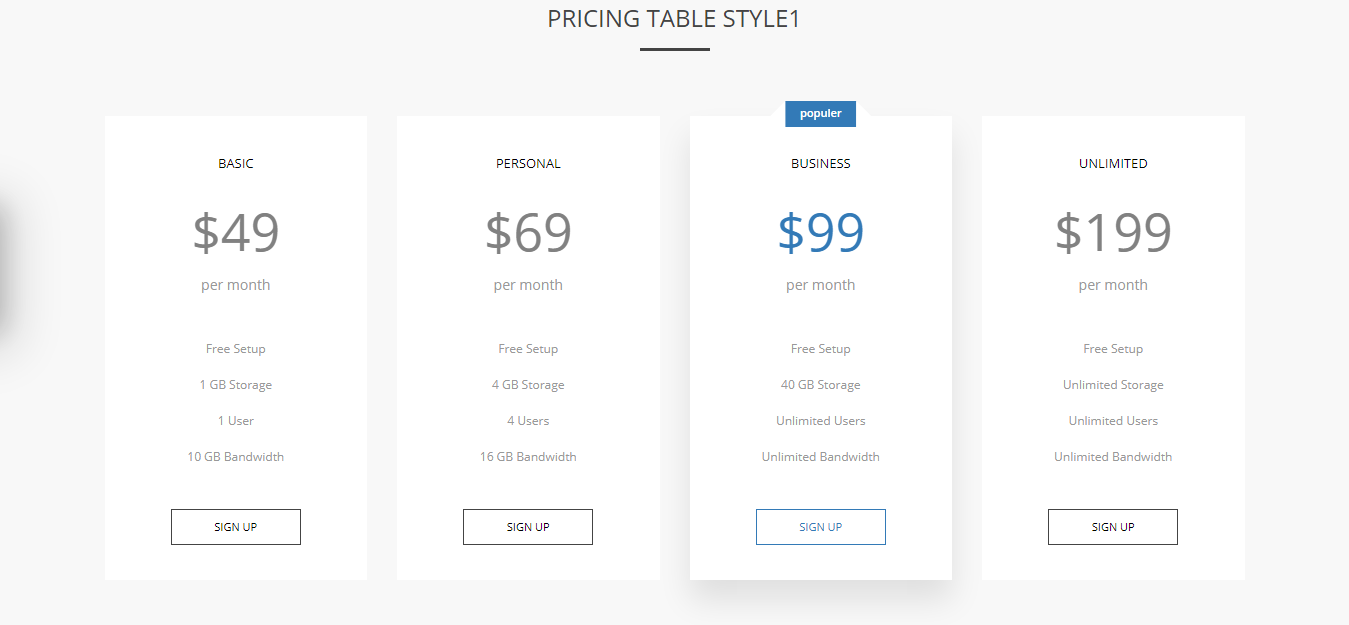 PRICING TABLE STYLE1
BASIC
$49
per month
Free Setup
1 GB Storage
1 User
10 GB Bandwidth
SIGN UP
PERSONAL
$69
per month
Free Setup
4 GB Storage
4 Users
16 GB Bandwidth
SIGN UP
populer
BUSINESS
$99
per month
Free Setup
40 GB Storage
Unlimited Users
Unlimited Bandwidth
SIGN UP
UNLIMITED
$199
per month
Free Setup
Unlimited Storage
Unlimited Users
Unlimited Bandwidth
SIGN UP